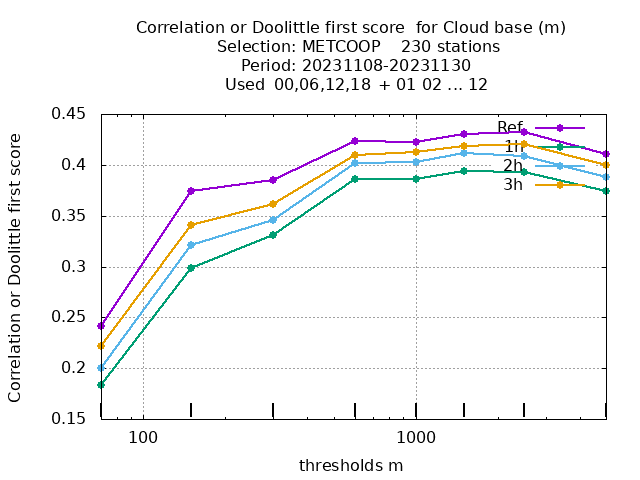 Correlation or Doolittle first score  for Cloud base (m)
Selection: METCOOP    230 stations
Period: 20231108-20231130
Used  00,06,12,18 + 01 02 ... 12
Correlation or Doolittle first score
0.45
0.4
0.35
0.3
0.25
0.2
0.15
Ref
1h
2h
3h
100
1000
thresholds m